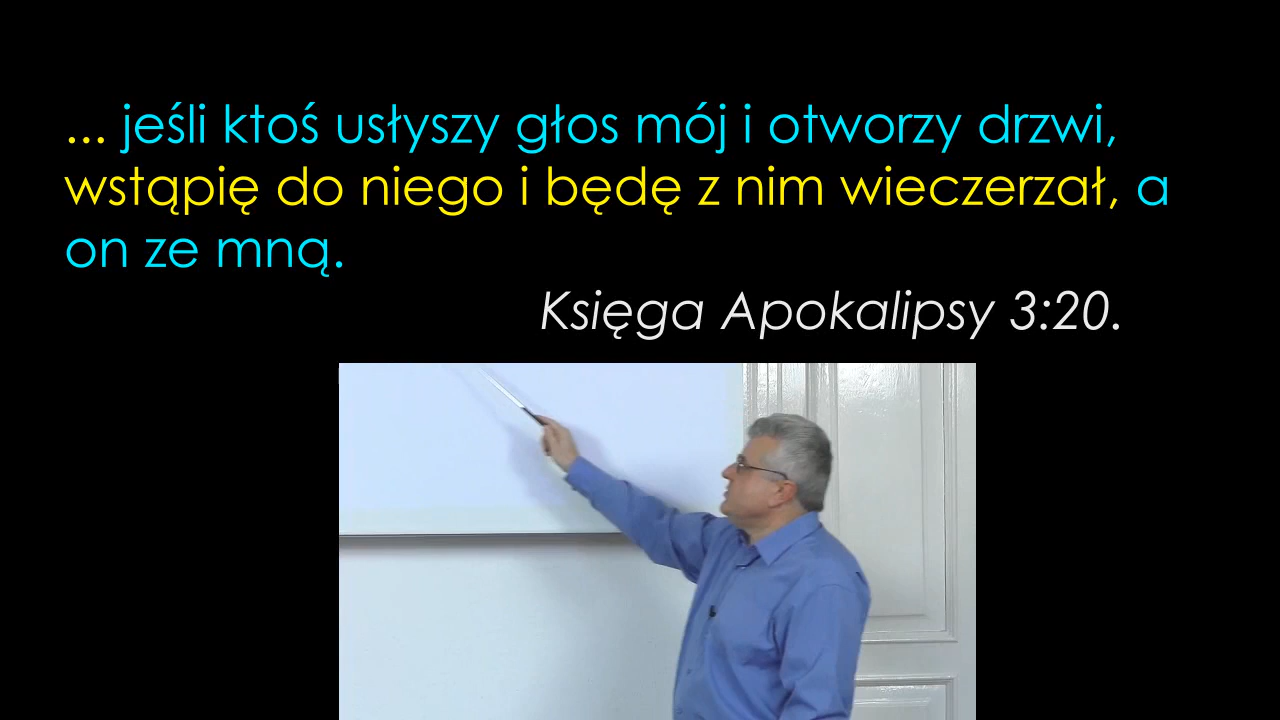 ... jeśli ktoś usłyszy głos mój i otworzy drzwi,
wstąpię do niego i będę z nim wieczerzał, a
on ze mną.
Księga Apokalipsy 3:20.